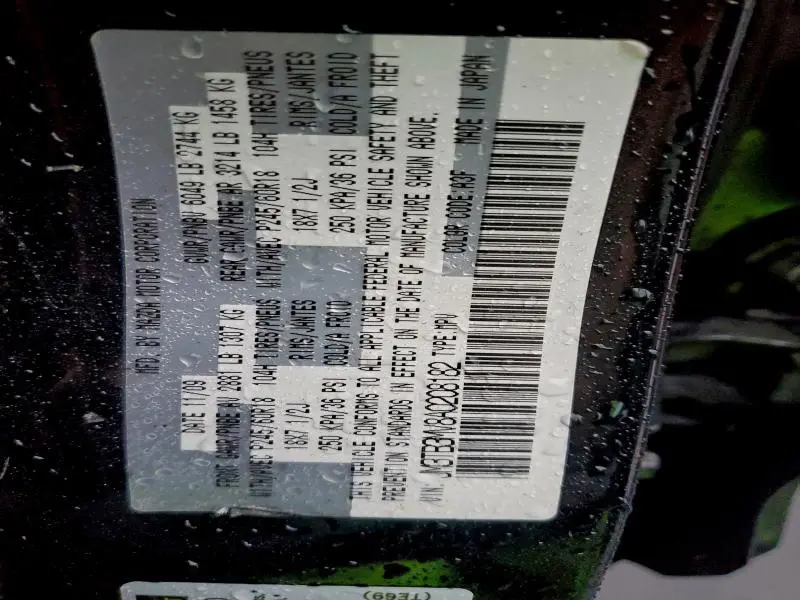 MFD. BY MAZDA MOTOR CORPORATION
DATE 11/09 GVWR/PNBV 6049 LB 2744 KG
FRONT GAWR/PNBE AV 2881 LB 1307 KG REAR GAWR/PNBE AR 3214 LB 1458 KG
WITH/AVEC P245/60R18 104H TIRES/PNEUS WITH/AVEC P245/60R18 104H TIRES/PNEUS
18X7 1/2J RIMS/JANTES 18X7 1/2J RIMS/JANTES
250 KPA/36 PSI COLD/A FROID 250 KPA/36 PSI COLD/A FROID
THIS VEHICLE CONFORMS TO ALL APPLICABLE FEDERAL MOTOR VEHICLE SAFETY AND THEFT
PREVENTION STANDARDS IN EFFECT ON THE DATE OF MANUFACTURE SHOWN ABOVE.
VIN JM3TB3MV8A0208182 TYPE:MPV COLOR CODE:A3F MADE IN JAPAN
(TE69)